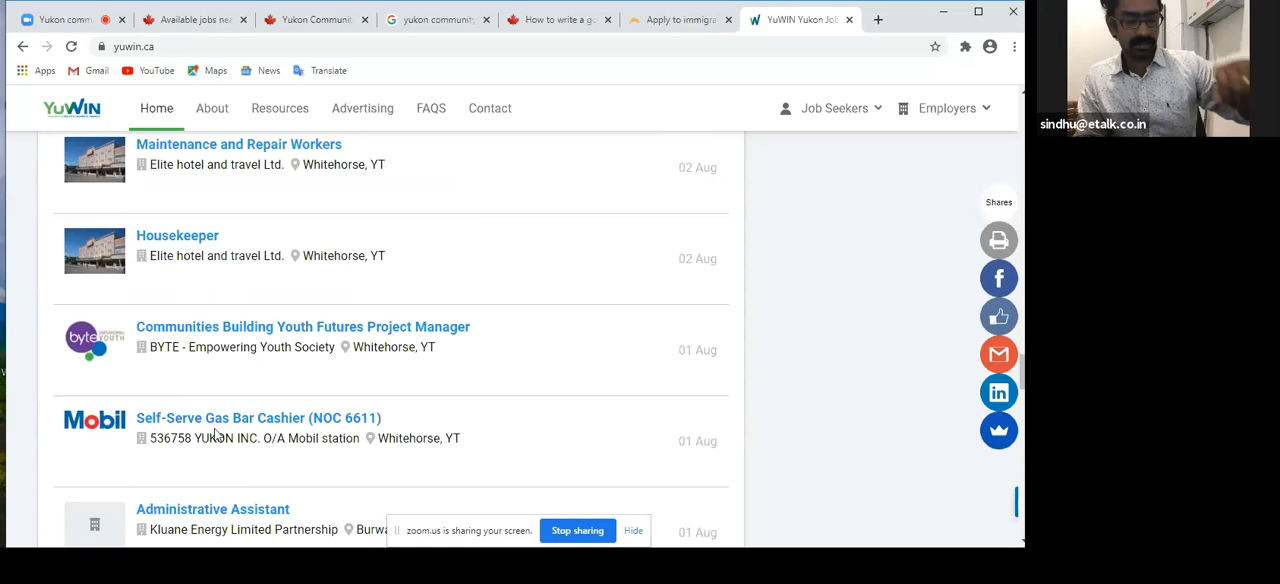 Yukon comm
Available jobs nea
Yukon Communit
yukon community
How to write a go
Apply to immigra
YuWIN Yukon Job
yuwin.ca
Apps
Gmail
YouTube
Maps
News
Translate
YuWIN
Home
About
Resources
Advertising
FAQS
Contact
Job Seekers
Employers
sindhu@etalk.co.in
Maintenance and Repair Workers
Elite hotel and travel Ltd. Whitehorse, YT
02 Aug
Shares
Housekeeper
Elite hotel and travel Ltd. Whitehorse, YT
02 Aug
byte EMPOWERING YOUTH
Communities Building Youth Futures Project Manager
BYTE - Empowering Youth Society Whitehorse, YT
01 Aug
Mobil
Self-Serve Gas Bar Cashier (NOC 6611)
536758 YUKON INC. O/A Mobil station Whitehorse, YT
01 Aug
Administrative Assistant
Kluane Energy Limited Partnership Burwa
01 Aug
zoom.us is sharing your screen.
Stop sharing
Hide